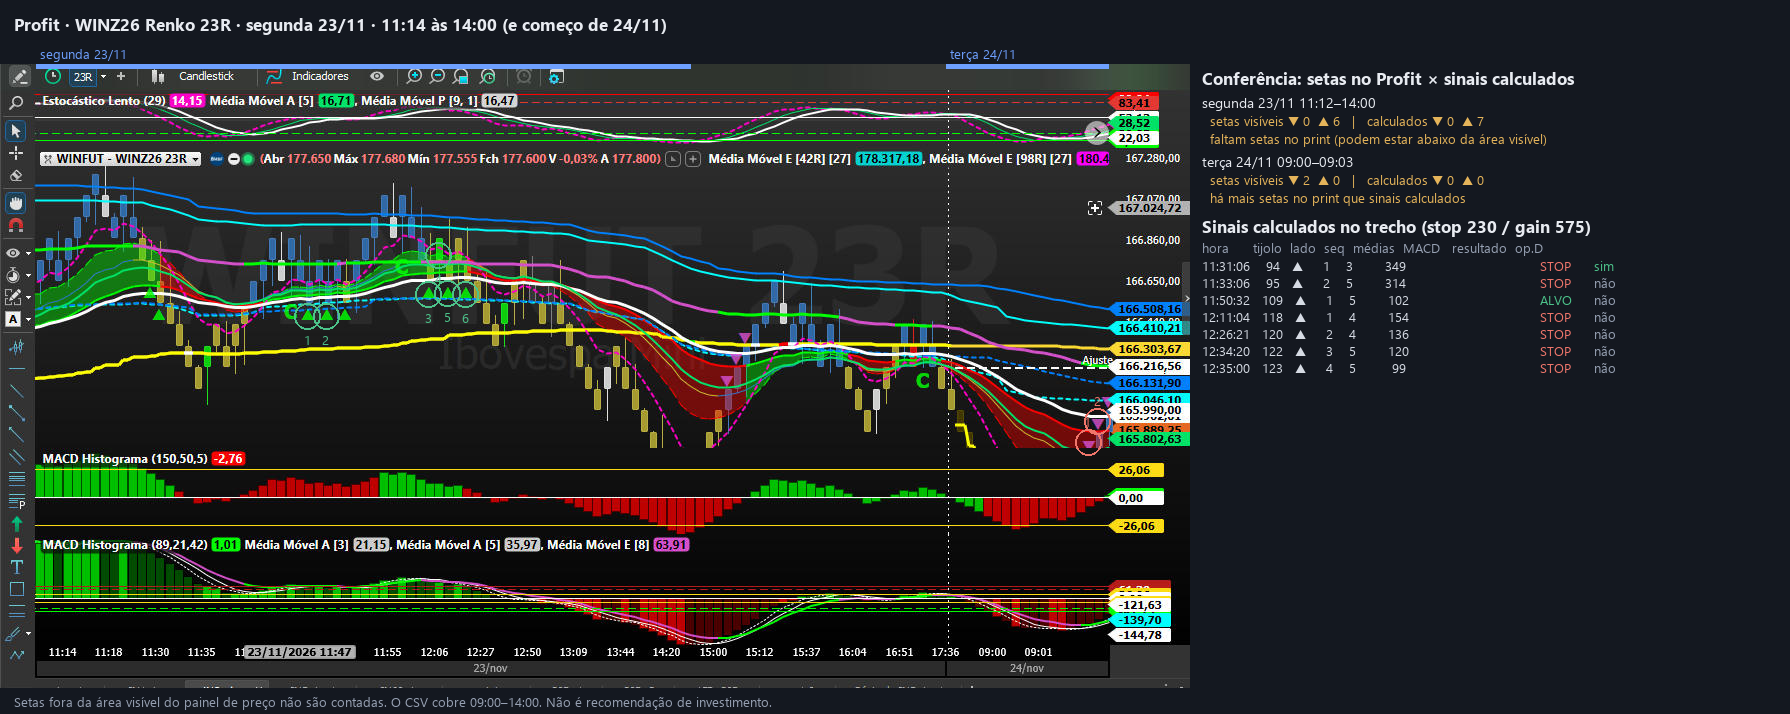 Profit · WINZ26 Renko 23R · segunda 23/11 · 11:14 às 14:00 (e começo de 24/11)
segunda 23/11
terça 24/11
23R
Candlestick
Indicadores
Estocástico Lento (29) 14,15 Média Móvel A [5] 16,71, Média Móvel P [9, 1] 16,47
83,41
28,52
22,03
WINFUT - WINZ26 23R (Abr 177.650 Máx 177.680 Mín 177.555 Fch 177.600 V -0,03% A 177.800) Média Móvel E [42R] [27] 178.317,18, Média Móvel E [98R] [27] 180.4
167.280,00
167.070,00
167.024,72
166.860,00
166.650,00
166.508,16
166.410,21
166.303,67
Ajuste
166.216,56
166.131,90
166.046,10
165.990,00
165.889,25
165.802,63
WINFUT 23R
C
C
C
1 2
3 5 6
2
MACD Histograma (150,50,5) -2,76
26,06
0,00
-26,06
MACD Histograma (89,21,42) 1,01 Média Móvel A [3] 21,15, Média Móvel A [5] 35,97, Média Móvel E [8] 63,91
-121,63
-139,70
-144,78
11:14 11:18 11:30 11:35 23/11/2026 11:47 11:55 12:06 12:27 12:50 13:09 13:44 14:20 15:00 15:12 15:37 16:04 16:51 17:36 09:00 09:01
23/nov 24/nov
Conferência: setas no Profit × sinais calculados
segunda 23/11 11:12–14:00
setas visíveis ▼ 0 ▲ 6 | calculados ▼ 0 ▲ 7
faltam setas no print (podem estar abaixo da área visível)
terça 24/11 09:00–09:03
setas visíveis ▼ 2 ▲ 0 | calculados ▼ 0 ▲ 0
há mais setas no print que sinais calculados
Sinais calculados no trecho (stop 230 / gain 575)
hora tijolo lado seq médias MACD resultado op.D
11:31:06 94 ▲ 1 3 349 STOP sim
11:33:06 95 ▲ 2 5 314 STOP não
11:50:32 109 ▲ 1 5 102 ALVO não
12:11:04 118 ▲ 1 4 154 STOP não
12:26:21 120 ▲ 2 4 136 STOP não
12:34:20 122 ▲ 3 5 120 STOP não
12:35:00 123 ▲ 4 5 99 STOP não
Setas fora da área visível do painel de preço não são contadas. O CSV cobre 09:00–14:00. Não é recomendação de investimento.